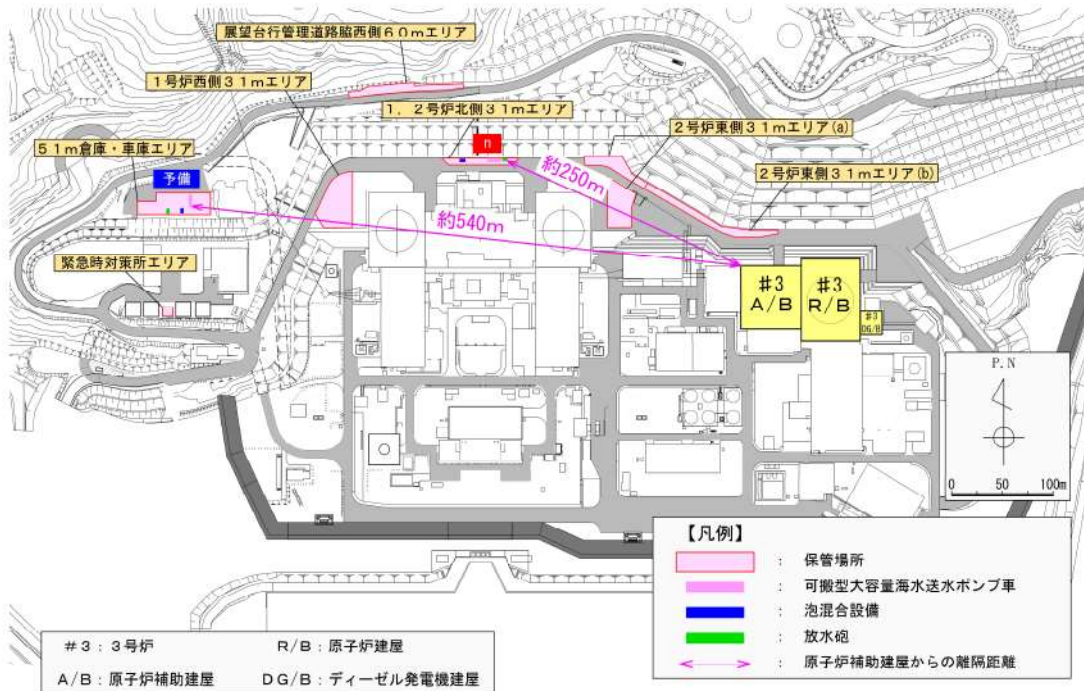 展望台行管理道路脇西側６０ｍエリア
１号炉西側３１ｍエリア
１，２号炉北側３１ｍエリア
５１ｍ倉庫・車庫エリア
n
２号炉東側３１ｍエリア(a)
予備
約250m
２号炉東側３１ｍエリア(b)
約540m
緊急時対策所エリア
#3
A/B
#3
R/B
#3
DG/B
P.N
0 50 100m
【凡例】
： 保管場所
： 可搬型大容量海水送水ポンプ車
： 泡混合設備
： 放水砲
： 原子炉補助建屋からの離隔距離
#３：３号炉 R/B：原子炉建屋
A/B：原子炉補助建屋 DG/B：ディーゼル発電機建屋